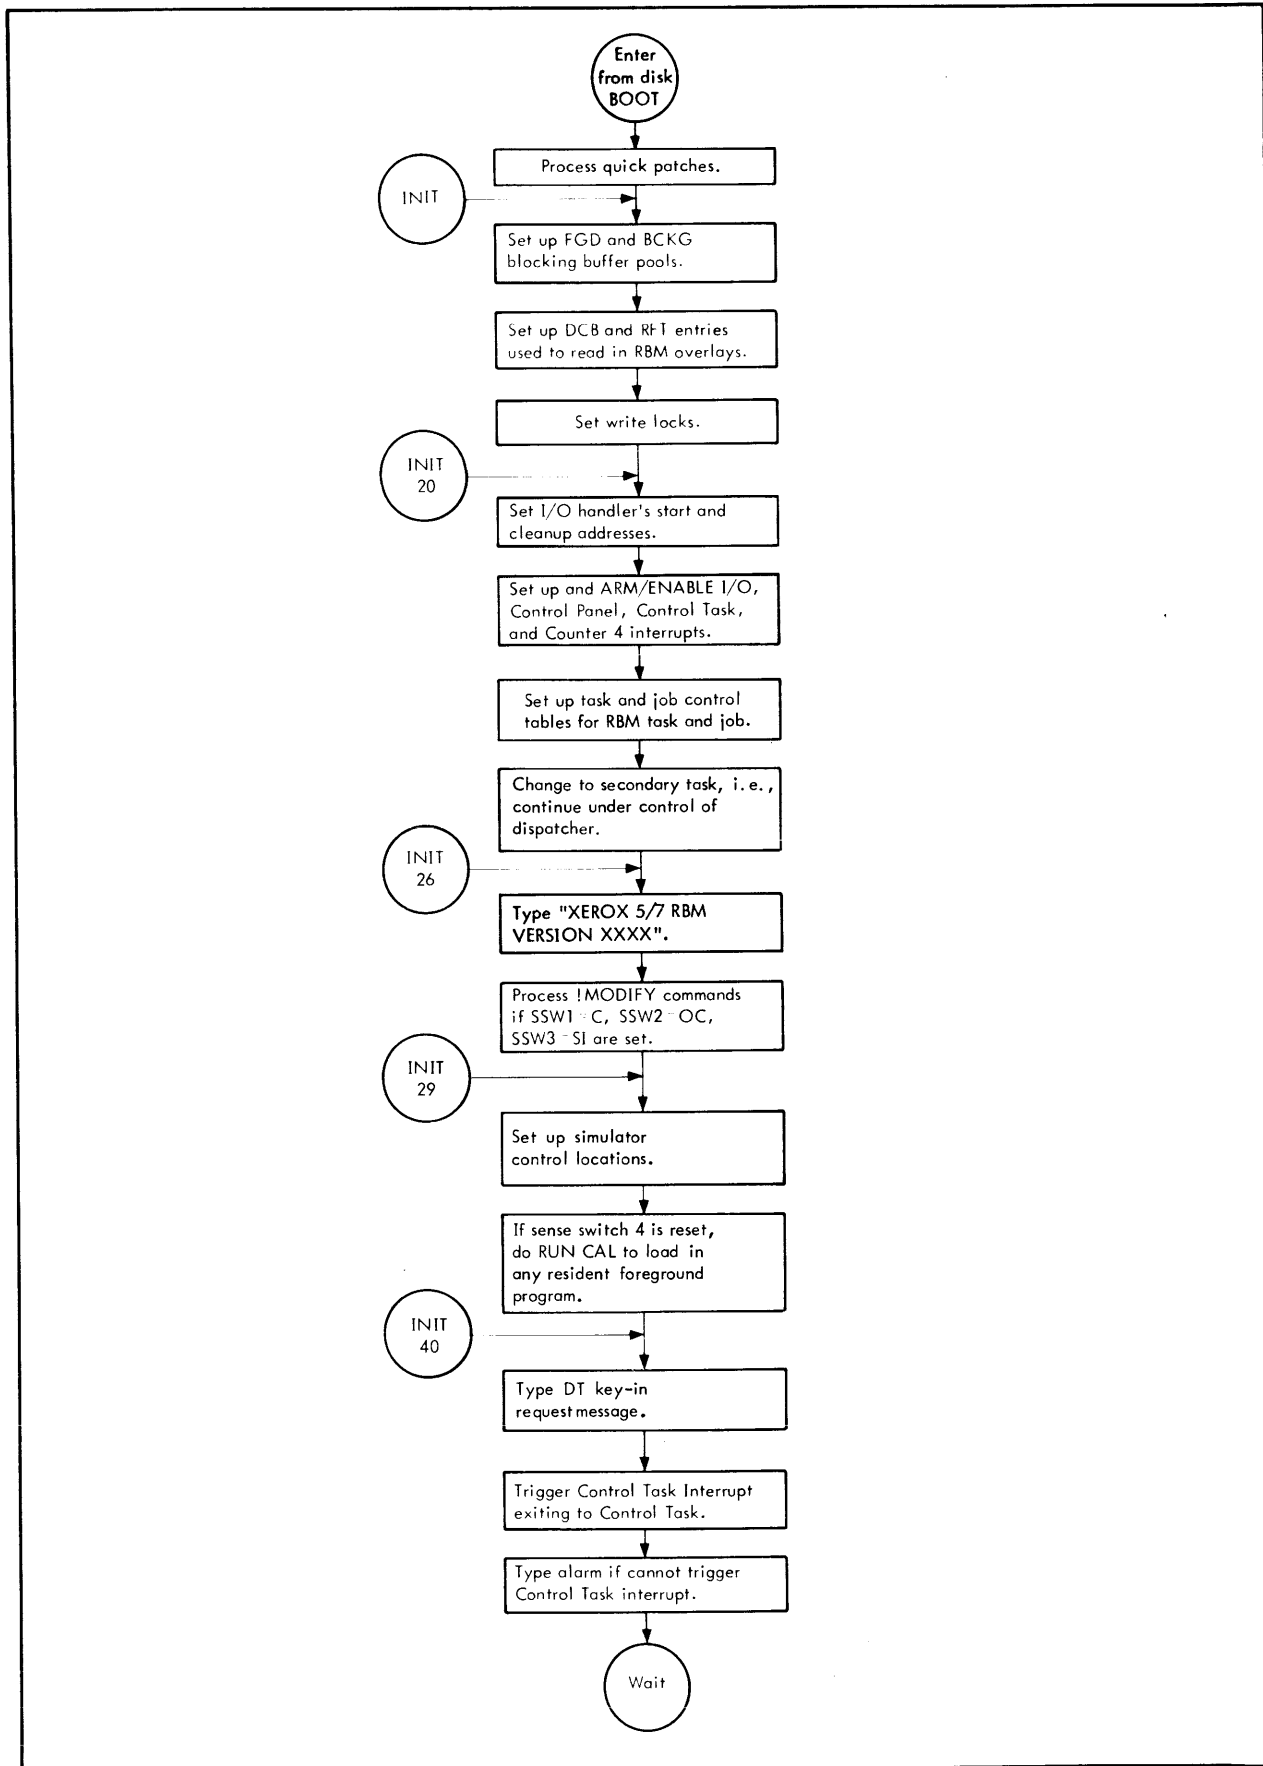 Enter
from disk
BOOT
Process quick patches.
INIT
Set up FGD and BCKG
blocking buffer pools.
Set up DCB and RFT entries
used to read in RBM overlays.
Set write locks.
INIT
20
Set I/O handler's start and
cleanup addresses.
Set up and ARM/ENABLE I/O,
Control Panel, Control Task,
and Counter 4 interrupts.
Set up task and job control
tables for RBM task and job.
Change to secondary task, i.e.,
continue under control of
dispatcher.
INIT
26
Type "XEROX 5/7 RBM
VERSION XXXX".
Process !MODIFY commands
if SSW1=C, SSW2=OC,
SSW3=SI are set.
INIT
29
Set up simulator
control locations.
If sense switch 4 is reset,
do RUN CAL to load in
any resident foreground
program.
INIT
40
Type DT key-in
request message.
Trigger Control Task Interrupt
exiting to Control Task.
Type alarm if cannot trigger
Control Task interrupt.
Wait